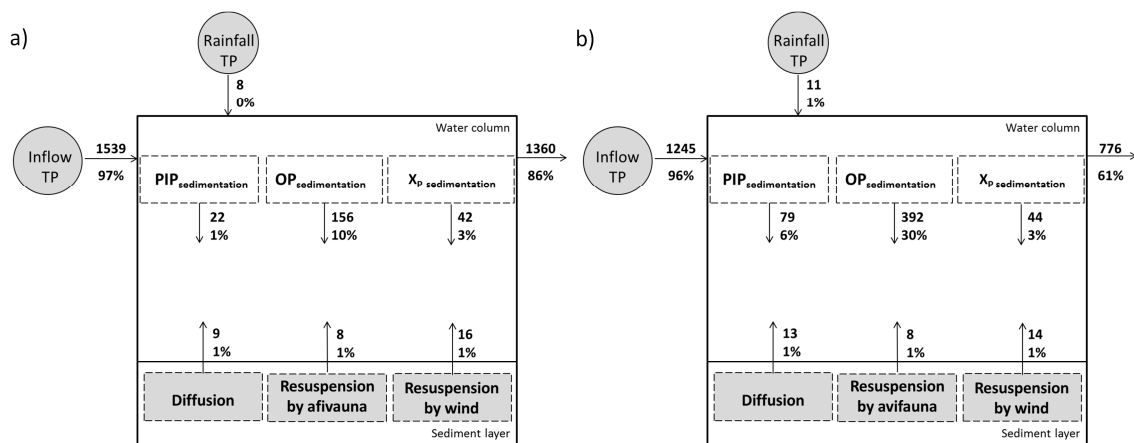 a)
Rainfall
TP
8
0%
Water column
Inflow
TP
1539
97%
1360
86%
PIPsedimentation
OPsedimentation
Xp sedimentation
22
1%
156
10%
42
3%
9
1%
8
1%
16
1%
Diffusion
Resuspension
by afivauna
Resuspension
by wind
Sediment layer
b)
Rainfall
TP
11
1%
Water column
Inflow
TP
1245
96%
776
61%
PIPsedimentation
OPsedimentation
Xp sedimentation
79
6%
392
30%
44
3%
13
1%
8
1%
14
1%
Diffusion
Resuspension
by avifauna
Resuspension
by wind
Sediment layer